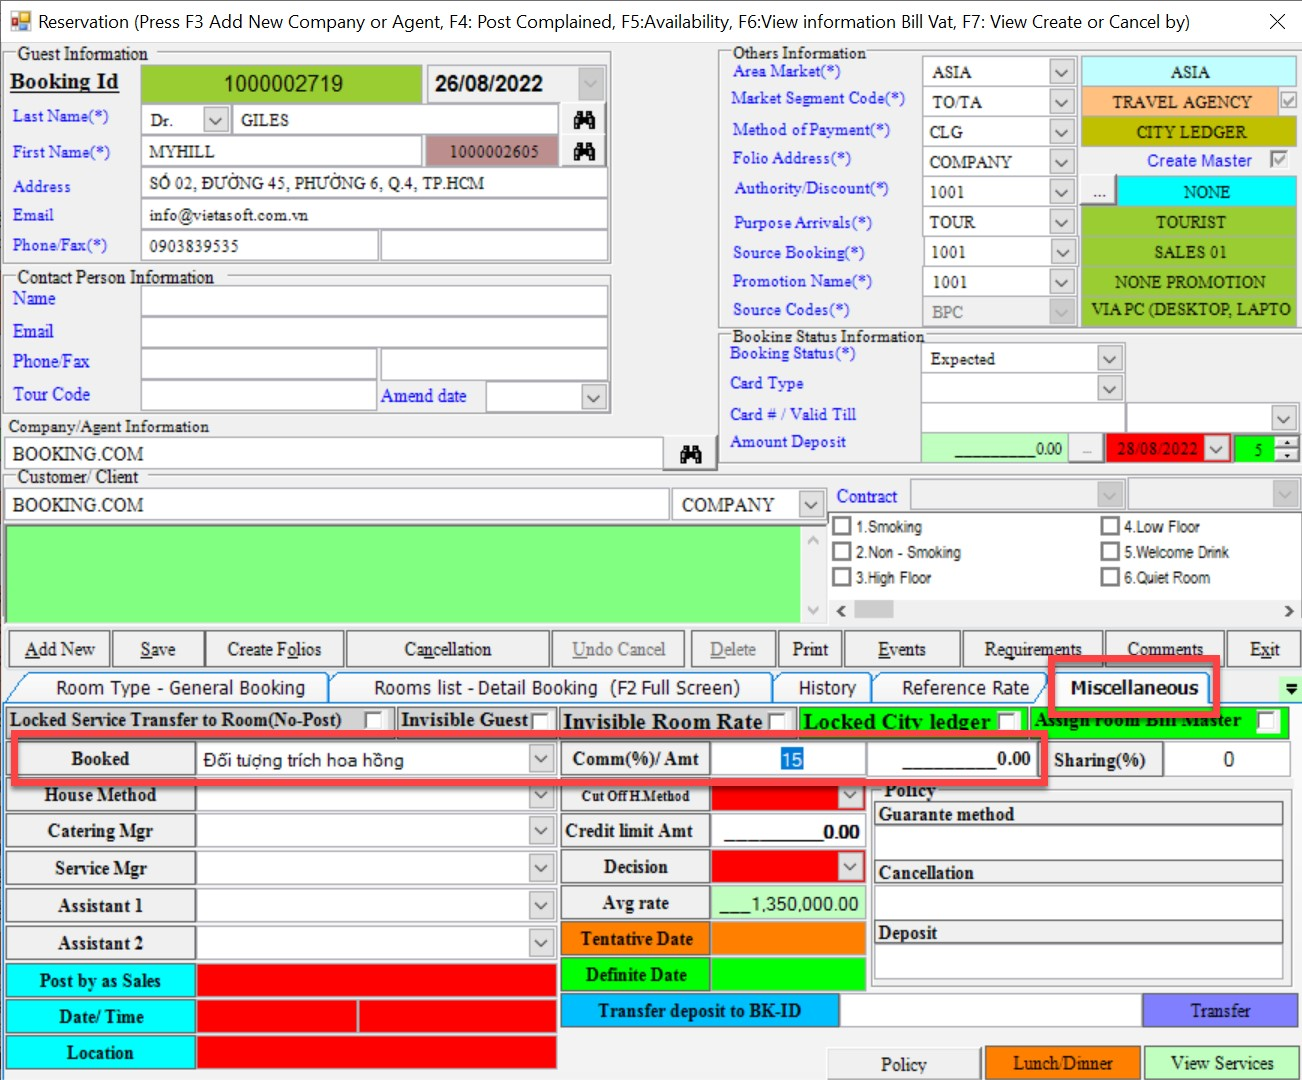 Reservation (Press F3 Add New Company or Agent, F4: Post Complained, F5:Availability, F6:View information Bill Vat, F7: View Create or Cancel by)
Guest Information
Booking Id 1000002719 26/08/2022
Last Name(*) Dr. GILES
First Name(*) MYHILL 1000002605
Address SỐ 02, ĐƯỜNG 45, PHƯỜNG 6, Q.4, TP.HCM
Email info@vietasoft.com.vn
Phone/Fax(*) 0903839535
Contact Person Information
Name
Email
Phone/Fax
Tour Code Amend date
Company/Agent Information
BOOKING.COM
Customer/ Client
BOOKING.COM COMPANY
Others Information
Area Market(*) ASIA ASIA
Market Segment Code(*) TO/TA TRAVEL AGENCY
Method of Payment(*) CLG CITY LEDGER
Folio Address(*) COMPANY Create Master
Authority/Discount(*) 1001 ... NONE
Purpose Arrivals(*) TOUR TOURIST
Source Booking(*) 1001 SALES 01
Promotion Name(*) 1001 NONE PROMOTION
Source Codes(*) BPC VIA PC (DESKTOP, LAPTO
Booking Status Information
Booking Status(*) Expected
Card Type
Card # / Valid Till
Amount Deposit _________0.00 ... 28/08/2022 5
Contract
1.Smoking 4.Low Floor
2.Non - Smoking 5.Welcome Drink
3.High Floor 6.Quiet Room
Add New Save Create Folios Cancellation Undo Cancel Delete Print Events Requirements Comments Exit
Room Type - General Booking Rooms list - Detail Booking (F2 Full Screen) History Reference Rate Miscellaneous
Locked Service Transfer to Room(No-Post) Invisible Guest Invisible Room Rate Locked City ledger Assign room Bill Master
Booked Đối tượng trích hoa hồng Comm(%)/ Amt 15 _________0.00 Sharing(%) 0
House Method Cut Off H.Method Policy
Catering Mgr Credit limit Amt _________0.00 Guarante method
Service Mgr Decision Cancellation
Assistant 1 Avg rate ___1,350,000.00
Assistant 2 Tentative Date Deposit
Post by as Sales Definite Date
Date/ Time Transfer deposit to BK-ID Transfer
Location
Policy Lunch/Dinner View Services